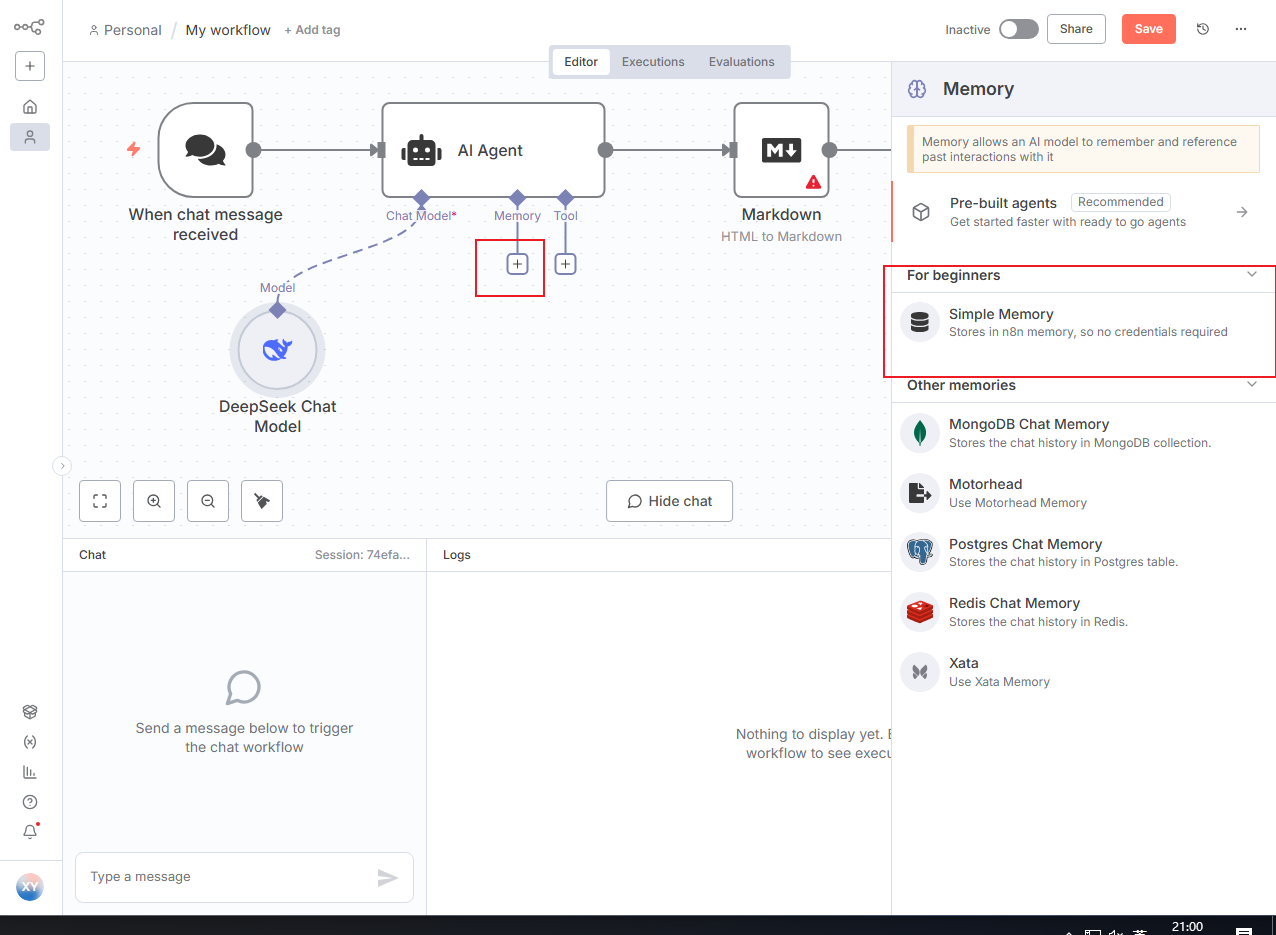 Personal / My workflow + Add tag
Inactive Share Save
Editor Executions Evaluations
AI Agent
When chat message
received
Chat Model*
Memory
Tool
Markdown
HTML to Markdown
Model
DeepSeek Chat
Model
Hide chat
Chat Session: 74efa...
Logs
Send a message below to trigger
the chat workflow
Nothing to display yet.
workflow to see
Type a message
XY
Memory
Memory allows an AI model to remember and reference
past interactions with it
Pre-built agents Recommended
Get started faster with ready to go agents
For beginners
Simple Memory
Stores in n8n memory, so no credentials required
Other memories
MongoDB Chat Memory
Stores the chat history in MongoDB collection.
Motorhead
Use Motorhead Memory
Postgres Chat Memory
Stores the chat history in Postgres table.
Redis Chat Memory
Stores the chat history in Redis.
Xata
Use Xata Memory
21:00